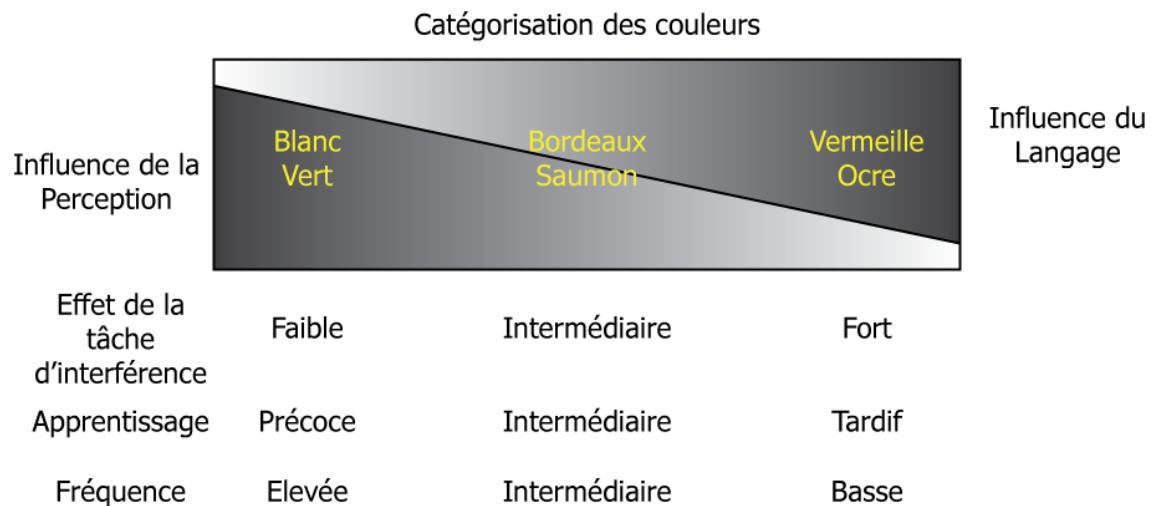 Catégorisation des couleurs
Influence de la
Perception
Blanc
Vert
Bordeaux
Saumon
Vermeille
Ocre
Influence du
Langage
Effet de la
tâche
d'interférence
Faible
Intermédiaire
Fort
Apprentissage
Précoce
Intermédiaire
Tardif
Fréquence
Elevée
Intermédiaire
Basse